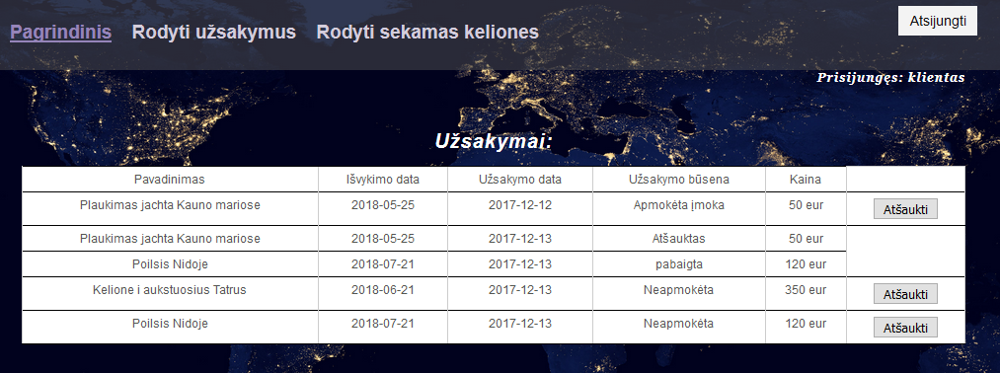 Pagrindinis Rodyti užsakymus Rodyti sekamas keliones Atsijungti
Prisijungęs: klientas
Užsakymai:
Pavadinimas Išvykimo data Užsakymo data Užsakymo būsena Kaina
Plaukimas jachta Kauno mariose 2018-05-25 2017-12-12 Apmokėta įmoka 50 eur Atšaukti
Plaukimas jachta Kauno mariose 2018-05-25 2017-12-13 Atšauktas 50 eur
Poilsis Nidoje 2018-07-21 2017-12-13 pabaigta 120 eur
Kelione i aukstuosius Tatrus 2018-06-21 2017-12-13 Neapmokėta 350 eur Atšaukti
Poilsis Nidoje 2018-07-21 2017-12-13 Neapmokėta 120 eur Atšaukti